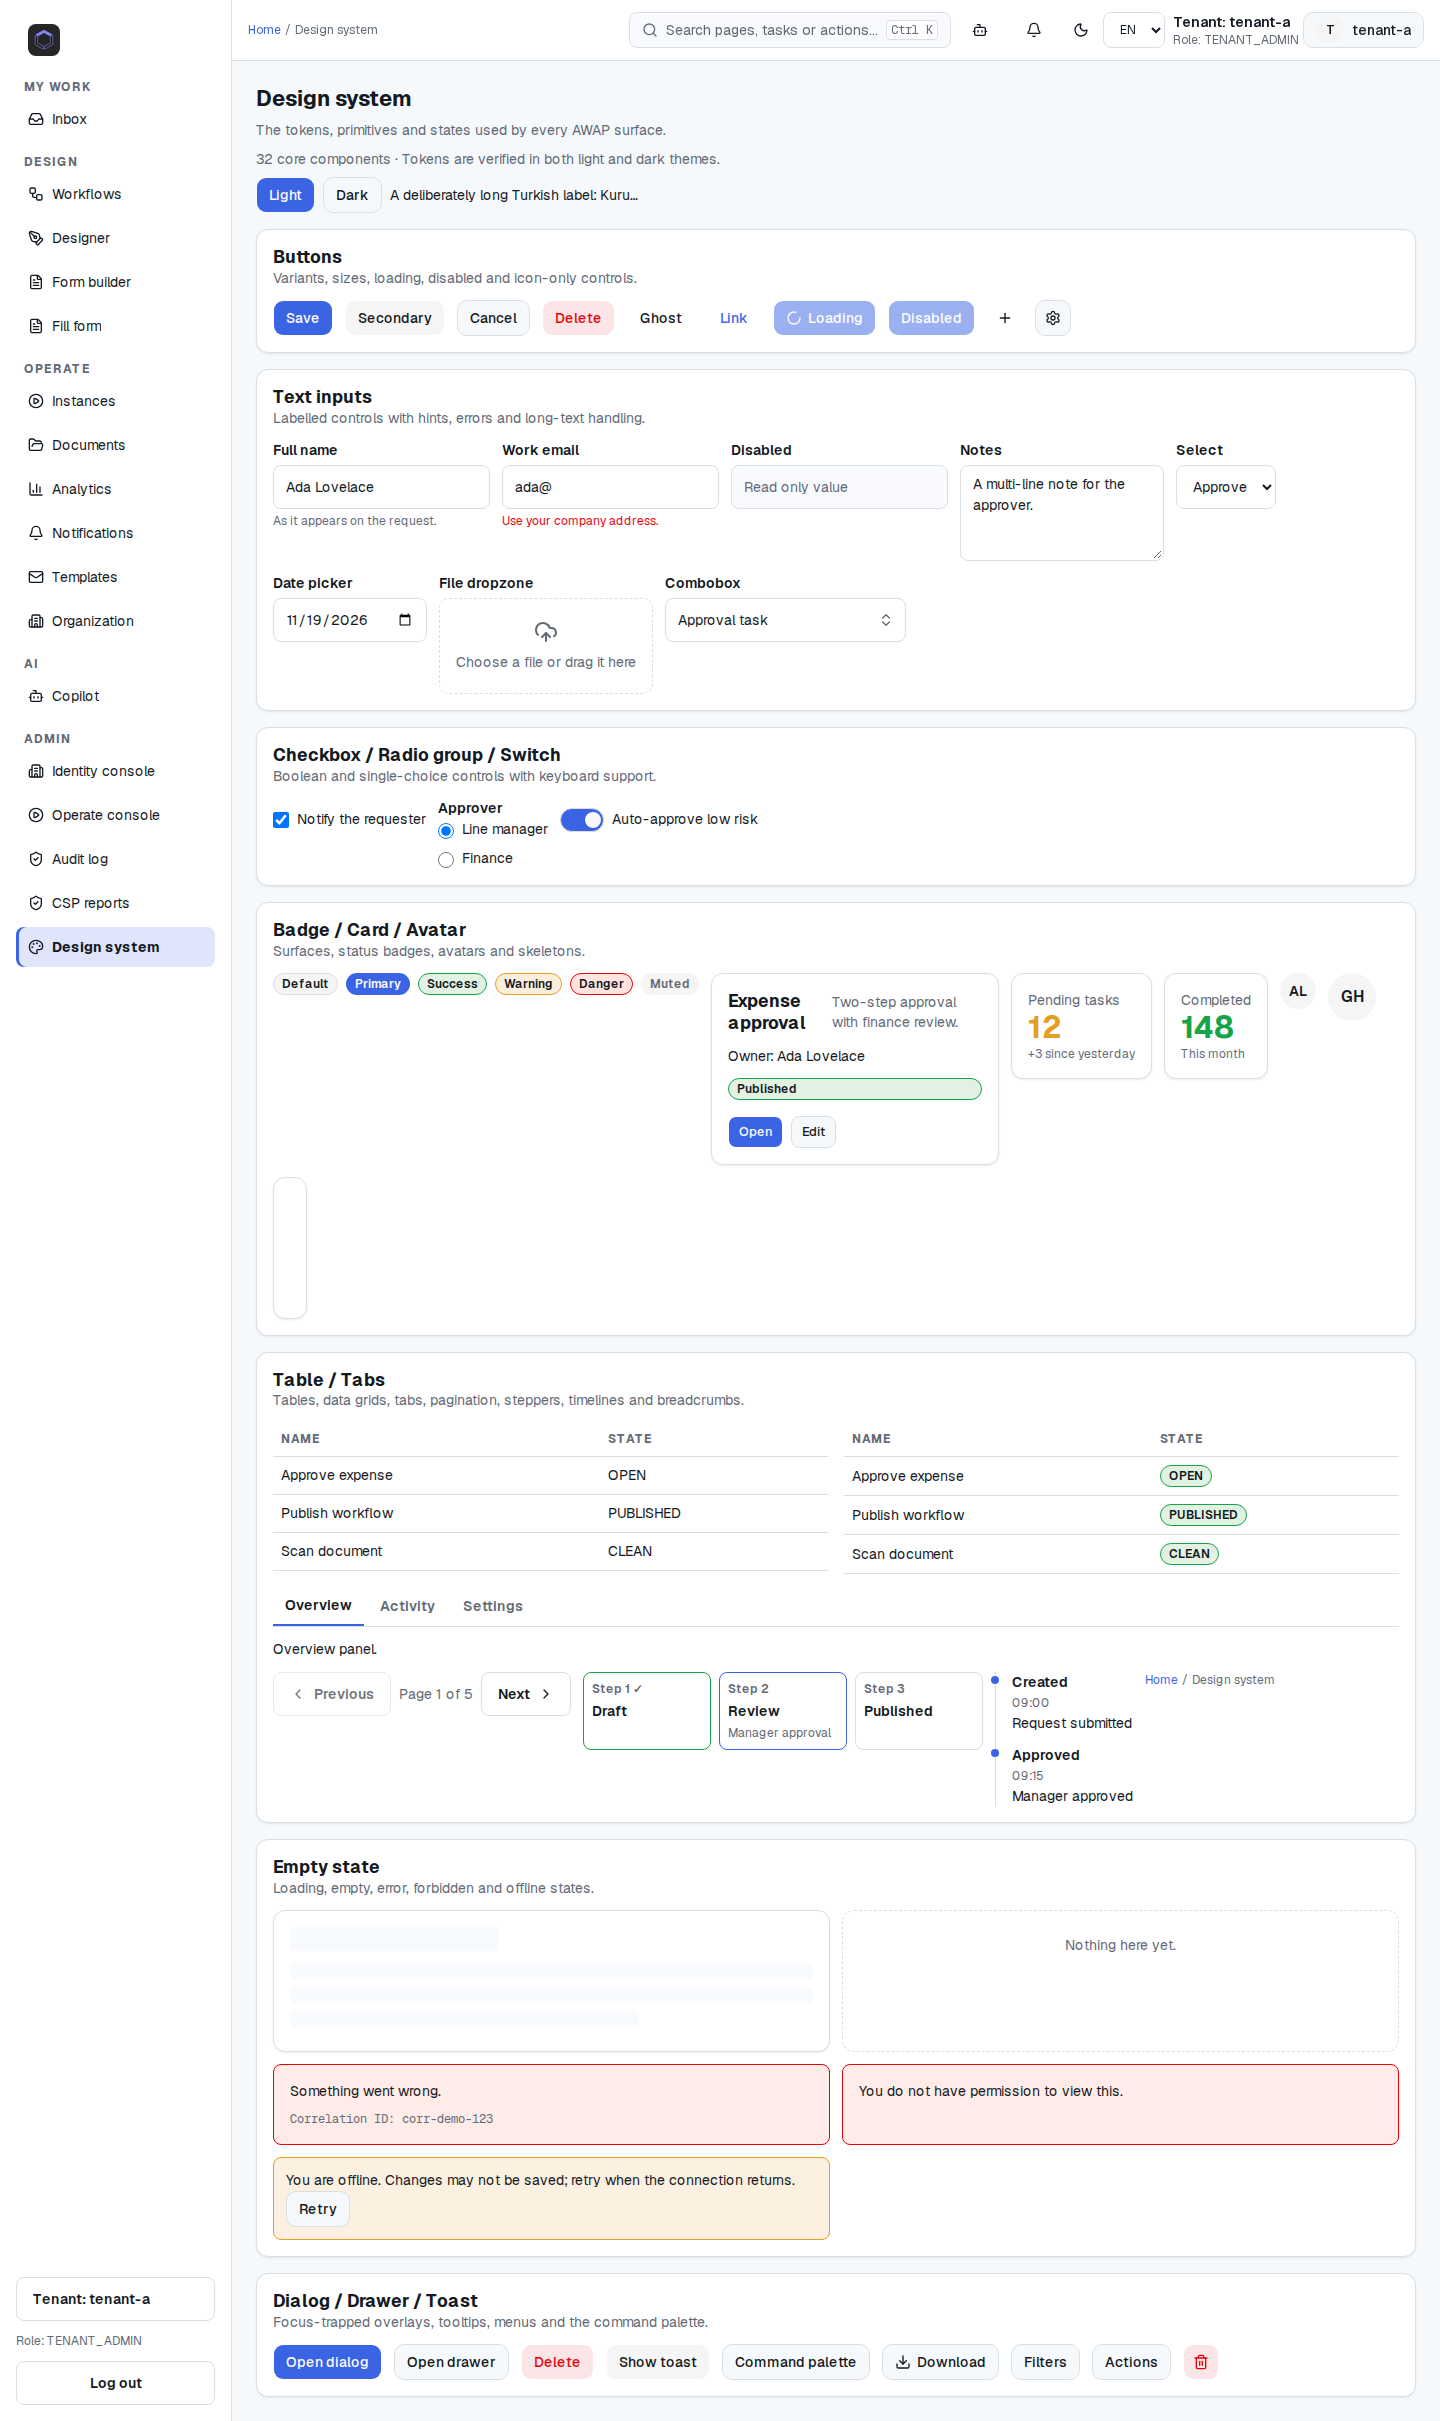 MY WORK
Inbox
DESIGN
Workflows
Designer
Form builder
Fill form
OPERATE
Instances
Documents
Analytics
Notifications
Templates
Organization
AI
Copilot
ADMIN
Identity console
Operate console
Audit log
CSP reports
Design system
Tenant: tenant-a
Role: TENANT_ADMIN
Log out
Home / Design system
Search pages, tasks or actions... Ctrl K
EN
Tenant: tenant-a
Role: TENANT_ADMIN
T tenant-a
Design system
The tokens, primitives and states used by every AWAP surface.
32 core components · Tokens are verified in both light and dark themes.
Light Dark A deliberately long Turkish label: Kuru...
Buttons
Variants, sizes, loading, disabled and icon-only controls.
Save Secondary Cancel Delete Ghost Link Loading Disabled
Text inputs
Labelled controls with hints, errors and long-text handling.
Full name
Ada Lovelace
As it appears on the request.
Work email
ada@
Use your company address.
Disabled
Read only value
Notes
A multi-line note for the
approver.
Select
Approve
Date picker
11/19/2026
File dropzone
Choose a file or drag it here
Combobox
Approval task
Checkbox / Radio group / Switch
Boolean and single-choice controls with keyboard support.
Notify the requester
Approver
Line manager
Finance
Auto-approve low risk
Badge / Card / Avatar
Surfaces, status badges, avatars and skeletons.
Default Primary Success Warning Danger Muted
Expense
approval
Two-step approval
with finance review.
Owner: Ada Lovelace
Published
Open Edit
Pending tasks
12
+3 since yesterday
Completed
148
This month
AL
GH
Table / Tabs
Tables, data grids, tabs, pagination, steppers, timelines and breadcrumbs.
NAME STATE
Approve expense OPEN
Publish workflow PUBLISHED
Scan document CLEAN
NAME STATE
Approve expense OPEN
Publish workflow PUBLISHED
Scan document CLEAN
Overview Activity Settings
Overview panel.
Previous Page 1 of 5 Next
Step 1 ✓
Draft
Step 2
Review
Manager approval
Step 3
Published
Created
09:00
Request submitted
Approved
09:15
Manager approved
Home / Design system
Empty state
Loading, empty, error, forbidden and offline states.
Nothing here yet.
Something went wrong.
Correlation ID: corr-demo-123
You do not have permission to view this.
You are offline. Changes may not be saved; retry when the connection returns.
Retry
Dialog / Drawer / Toast
Focus-trapped overlays, tooltips, menus and the command palette.
Open dialog Open drawer Delete Show toast Command palette Download Filters Actions